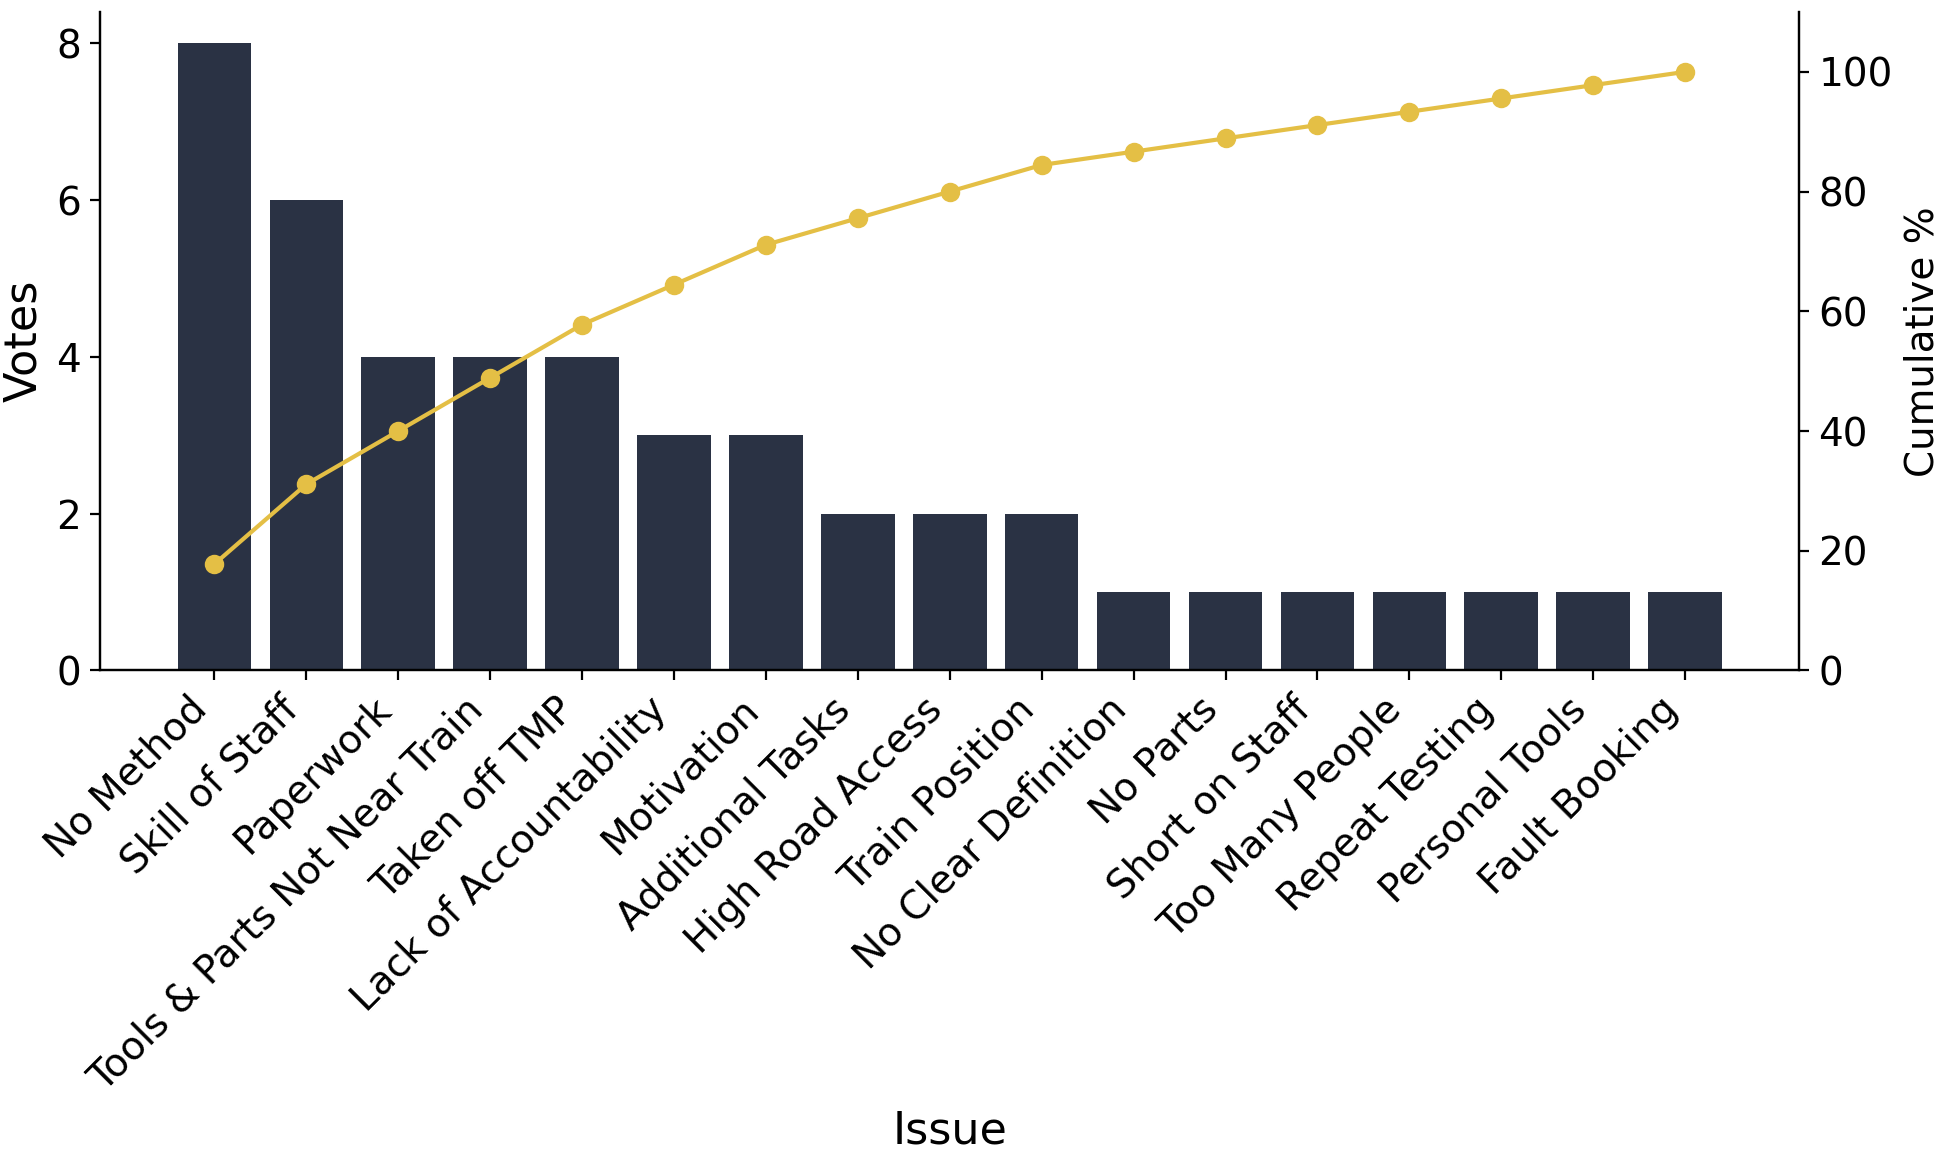 Votes
8
6
4
2
0
Cumulative %
100
80
60
40
20
0
No Method
Skill of Staff
Paperwork
Tools & Parts Not Near Train
Taken off TMP
Lack of Accountability
Motivation
Additional Tasks
High Road Access
Train Position
No Clear Definition
No Parts
Short on Staff
Too Many People
Repeat Testing
Personal Tools
Fault Booking
Issue